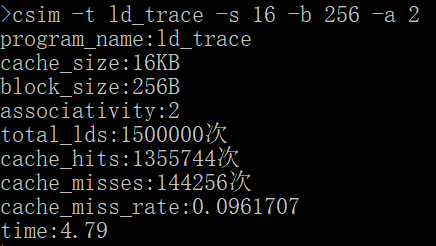 >csim -t ld_trace -s 16 -b 256 -a 2
program_name:ld_trace
cache_size:16KB
block_size:256B
associativity:2
total_lds:1500000次
cache_hits:1355744次
cache_misses:144256次
cache_miss_rate:0.0961707
time:4.79